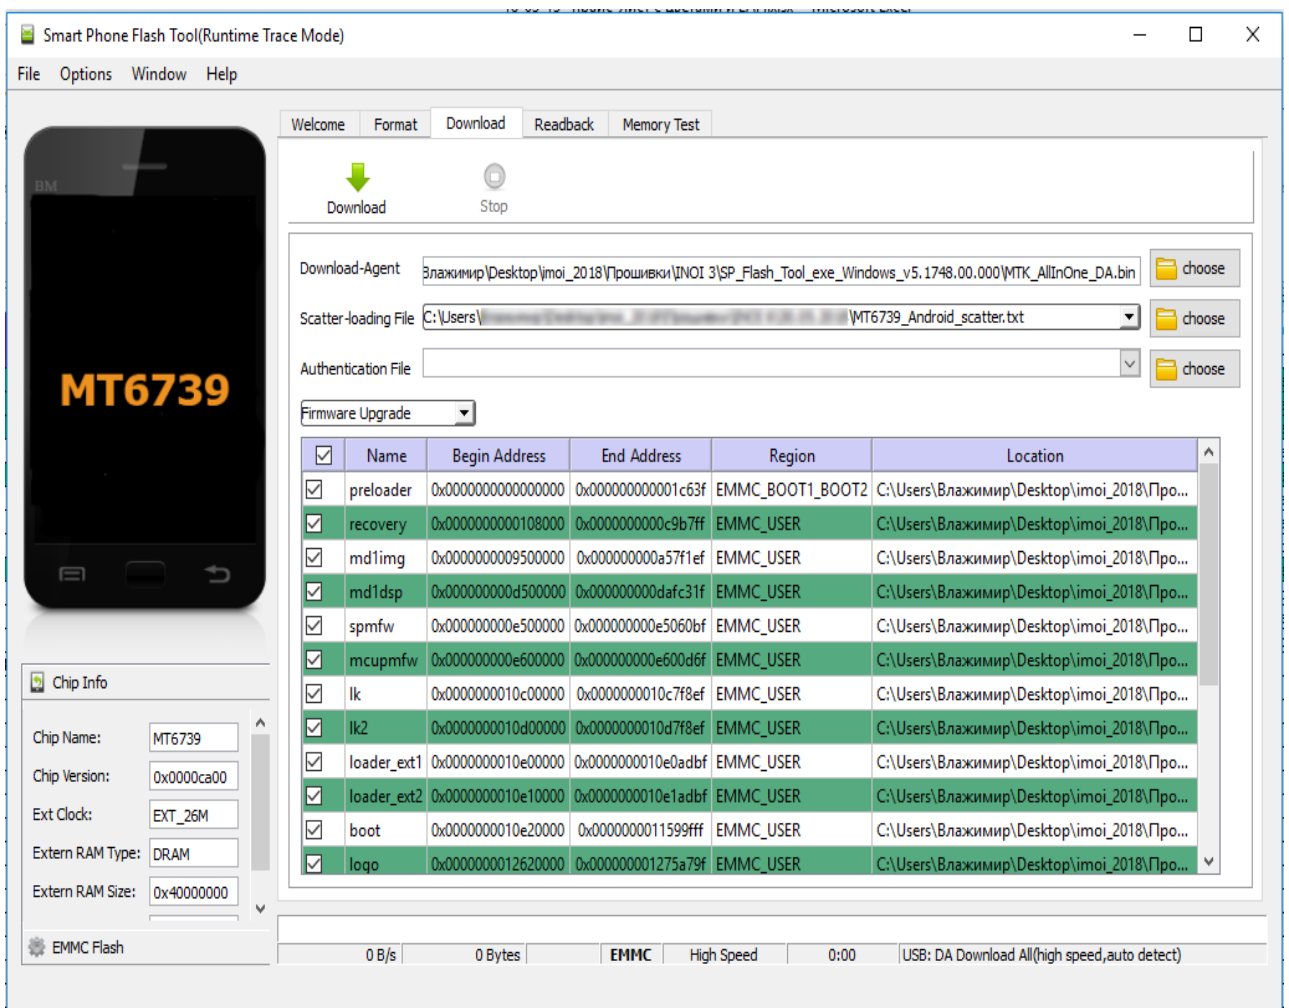 Smart Phone Flash Tool(Runtime Trace Mode)
File Options Window Help
BM
MT6739
Welcome Format Download Readback Memory Test
Download Stop
Download-Agent Влажимир\Desktop\imoi_2018\Прошивки\INOI 3\SP_Flash_Tool_exe_Windows_v5.1748.00.000\MTK_AllInOne_DA.bin choose
Scatter-loading File C:\Users\ \MT6739_Android_scatter.txt choose
Authentication File choose
Firmware Upgrade
Name Begin Address End Address Region Location
preloader 0x0000000000000000 0x000000000001c63f EMMC_BOOT1_BOOT2 C:\Users\Влажимир\Desktop\imoi_2018\Про...
recovery 0x0000000000108000 0x0000000000c9b7ff EMMC_USER C:\Users\Влажимир\Desktop\imoi_2018\Про...
md1img 0x0000000009500000 0x000000000a57f1ef EMMC_USER C:\Users\Влажимир\Desktop\imoi_2018\Про...
md1dsp 0x000000000d500000 0x000000000dafc31f EMMC_USER C:\Users\Влажимир\Desktop\imoi_2018\Про...
spmfw 0x000000000e500000 0x000000000e5060bf EMMC_USER C:\Users\Влажимир\Desktop\imoi_2018\Про...
mcupmfw 0x000000000e600000 0x000000000e600d6f EMMC_USER C:\Users\Влажимир\Desktop\imoi_2018\Про...
lk 0x0000000010c00000 0x0000000010c7f8ef EMMC_USER C:\Users\Влажимир\Desktop\imoi_2018\Про...
lk2 0x0000000010d00000 0x0000000010d7f8ef EMMC_USER C:\Users\Влажимир\Desktop\imoi_2018\Про...
loader_ext1 0x0000000010e00000 0x0000000010e0adbf EMMC_USER C:\Users\Влажимир\Desktop\imoi_2018\Про...
loader_ext2 0x0000000010e10000 0x0000000010e1adbf EMMC_USER C:\Users\Влажимир\Desktop\imoi_2018\Про...
boot 0x0000000010e20000 0x0000000011599fff EMMC_USER C:\Users\Влажимир\Desktop\imoi_2018\Про...
logo 0x0000000012620000 0x000000001275a79f EMMC_USER C:\Users\Влажимир\Desktop\imoi_2018\Про...
Chip Info
Chip Name: MT6739
Chip Version: 0x0000ca00
Ext Clock: EXT_26M
Extern RAM Type: DRAM
Extern RAM Size: 0x40000000
EMMC Flash
0 B/s 0 Bytes EMMC High Speed 0:00 USB: DA Download All(high speed,auto detect)